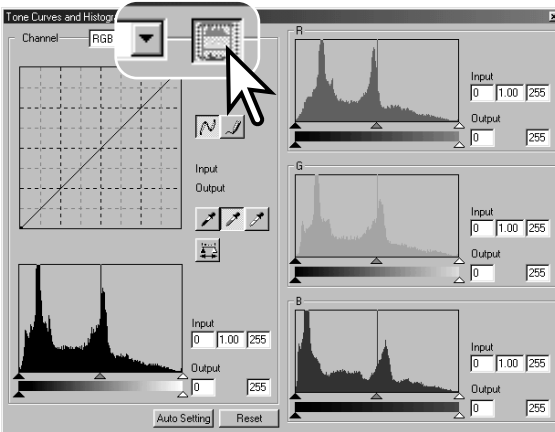 Tone Curves and Histogr
Channel
RGB
Input
Output
Input
0 1.00 255
Output
0 255
Auto Setting
Reset
R
Input
0 1.00 255
Output
0 255
G
Input
0 1.00 255
Output
0 255
B
Input
0 1.00 255
Output
0 255